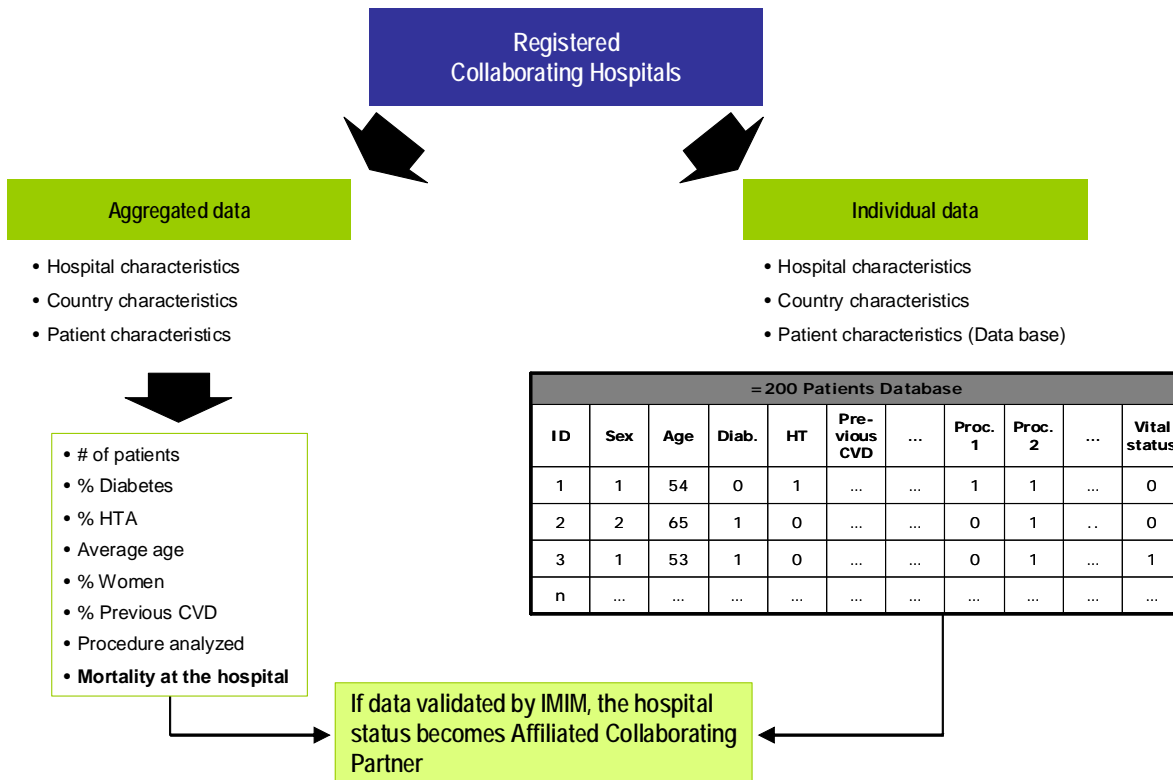 Registered
Collaborating Hospitals
Aggregated data
• Hospital characteristics
• Country characteristics
• Patient characteristics
• # of patients
• % Diabetes
• % HTA
• Average age
• % Women
• % Previous CVD
• Procedure analyzed
• Mortality at the hospital
Individual data
• Hospital characteristics
• Country characteristics
• Patient characteristics (Data base)
=200 Patients Database
ID Sex Age Diab. HT Pre-vious CVD ... Proc. 1 Proc. 2 ... Vital status
1 1 54 0 1 ... ... 1 1 ... 0
2 2 65 1 0 ... ... 0 1 .. 0
3 1 53 1 0 ... ... 0 1 ... 1
n ... ... ... ... ... ... ... ... ... ...
If data validated by IMIM, the hospital
status becomes Affiliated Collaborating
Partner